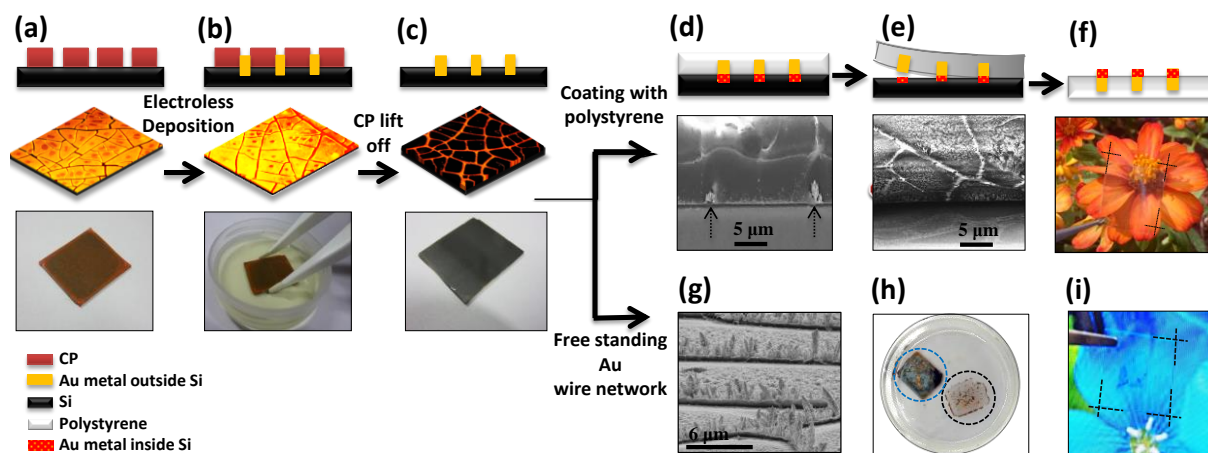 (a)
(b)
(c)
(d)
(e)
(f)
Electroless
Deposition
CP lift
off
Coating with
polystyrene
5 µm
5 µm
(g)
(h)
(i)
Free standing
Au
wire network
6 µm
CP
Au metal outside Si
Si
Polystyrene
Au metal inside Si